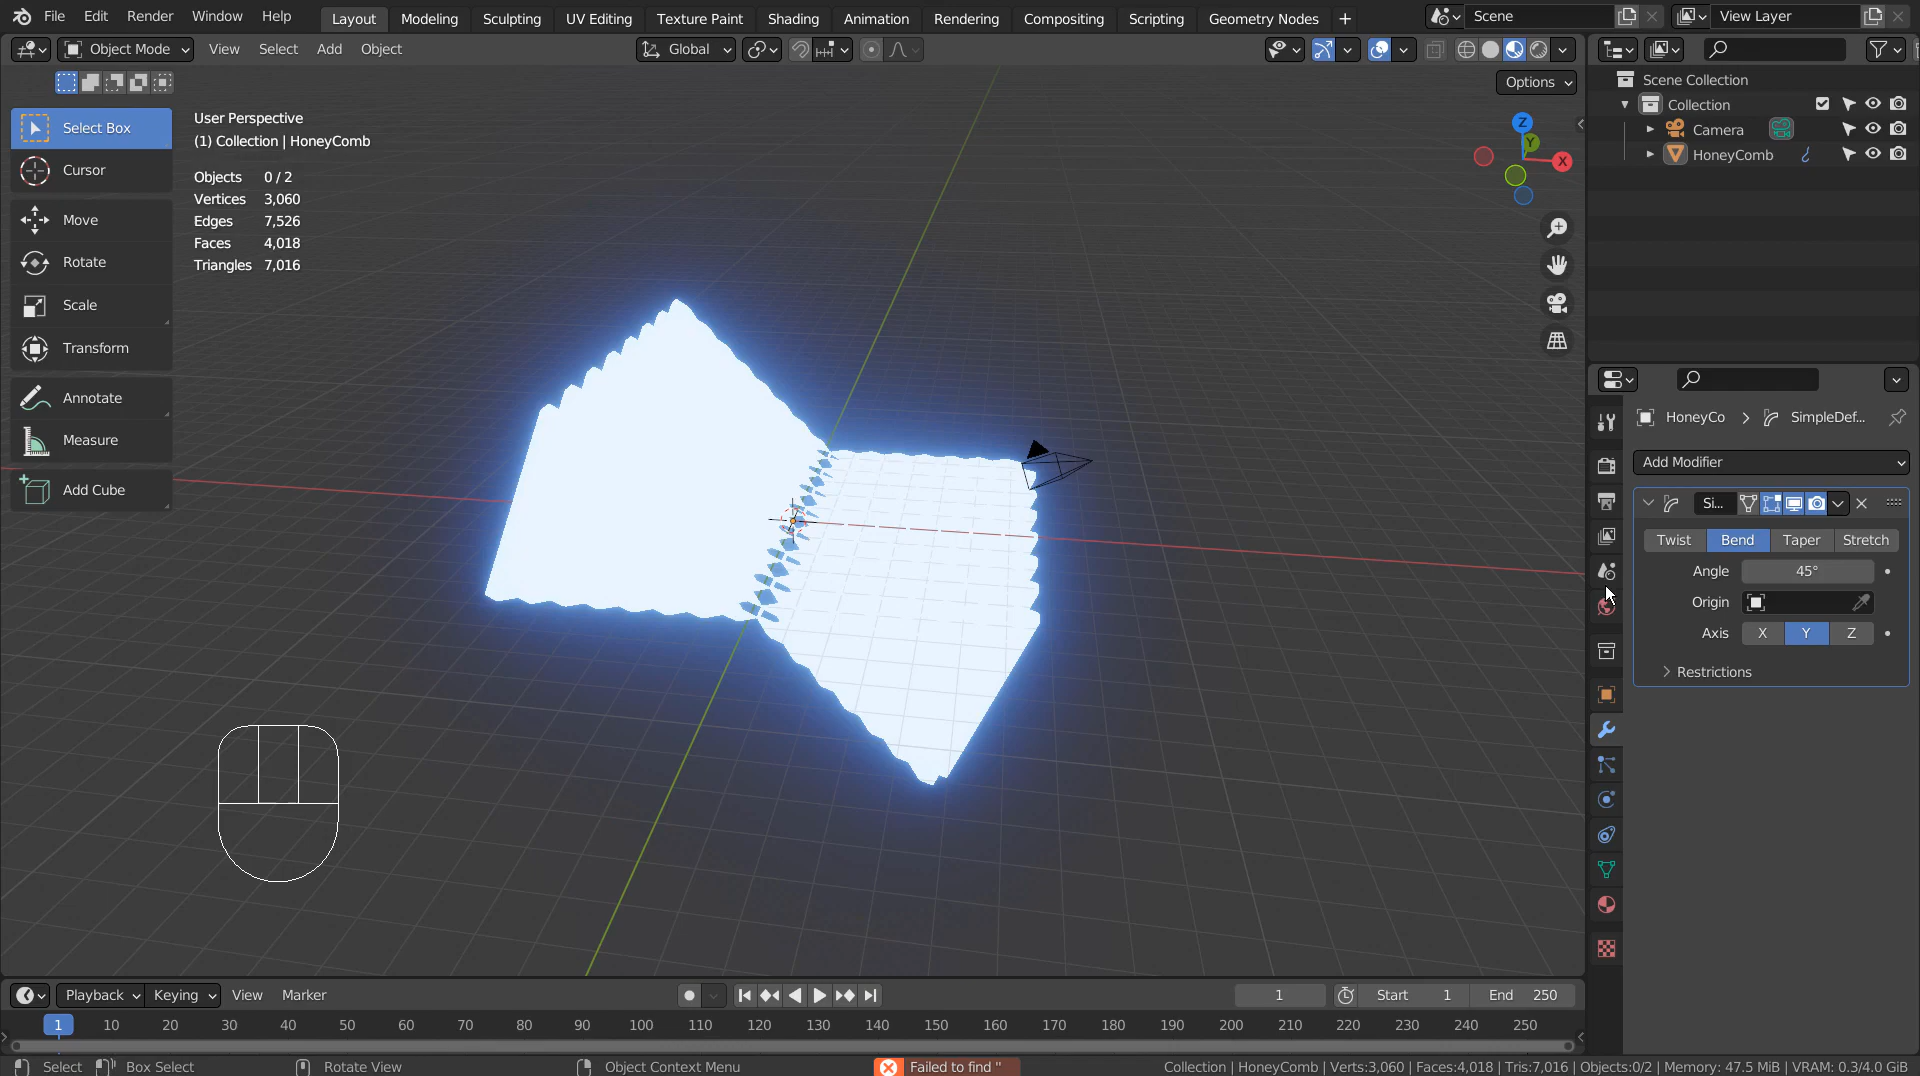 File Edit Render Window Help Layout Modeling Sculpting UV Editing Texture Paint Shading Animation Rendering Compositing Scripting Geometry Nodes + Scene View Layer
Object Mode View Select Add Object Global
Options
Select Box
Cursor
Move
Rotate
Scale
Transform
Annotate
Measure
Add Cube
User Perspective
(1) Collection | HoneyComb
Objects 0 / 2
Vertices 3,060
Edges 7,526
Faces 4,018
Triangles 7,016
Z
Y
X
Scene Collection
Collection
Camera
HoneyComb
HoneyCo > SimpleDef...
Add Modifier
Si...
Twist Bend Taper Stretch
Angle 45°
Origin
Axis X Y Z
Restrictions
Playback Keying View Marker 1 Start 1 End 250
1 10 20 30 40 50 60 70 80 90 100 110 120 130 140 150 160 170 180 190 200 210 220 230 240 250
Select Box Select Rotate View Object Context Menu Failed to find '' Collection | HoneyComb | Verts:3,060 | Faces:4,018 | Tris:7,016 | Objects:0/2 | Memory: 47.5 MiB | VRAM: 0.3/4.0 GiB